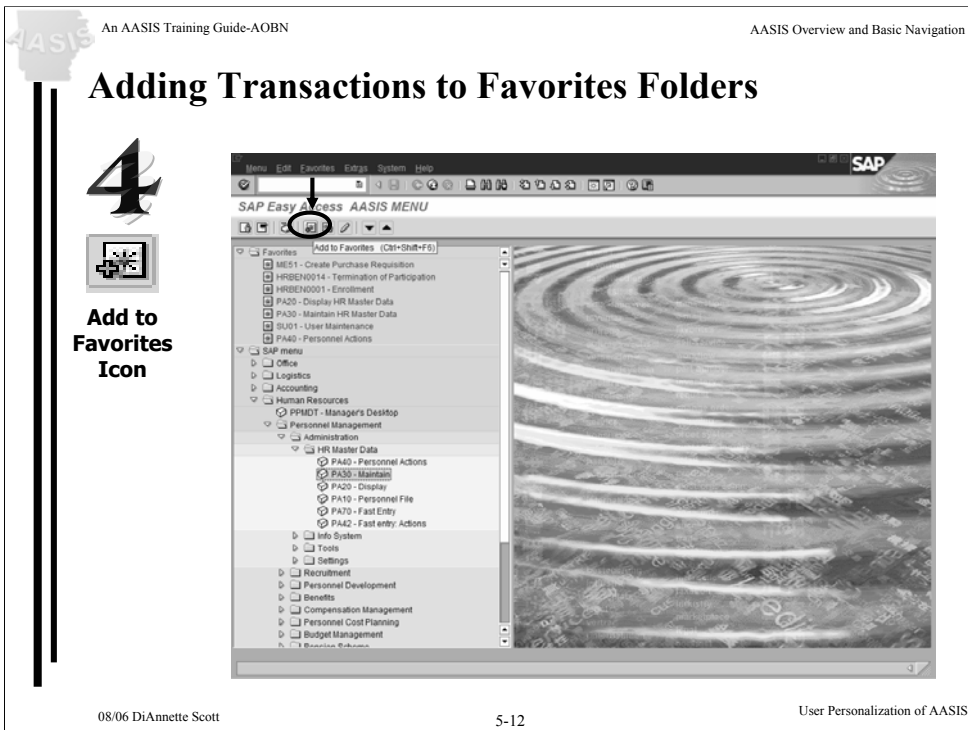 AASIS
An AASIS Training Guide-AOBN
AASIS Overview and Basic Navigation
Adding Transactions to Favorites Folders
4
Add to
Favorites
Icon
Menu Edit Favorites Extras System Help
SAP
SAP Easy Access AASIS MENU
Add to Favorites (Ctrl+Shift+F6)
Favorites
ME51 - Create Purchase Requisition
HRBEN0014 - Termination of Participation
HRBEN0001 - Enrollment
PA20 - Display HR Master Data
PA30 - Maintain HR Master Data
SU01 - User Maintenance
PA40 - Personnel Actions
SAP menu
Office
Logistics
Accounting
Human Resources
PPMDT - Manager's Desktop
Personnel Management
Administration
HR Master Data
PA40 - Personnel Actions
PA30 - Maintain
PA20 - Display
PA10 - Personnel File
PA70 - Fast Entry
PA42 - Fast entry: Actions
Info System
Tools
Settings
Recruitment
Personnel Development
Benefits
Compensation Management
Personnel Cost Planning
Budget Management
Pension Scheme
08/06 DiAnnette Scott
5-12
User Personalization of AASIS